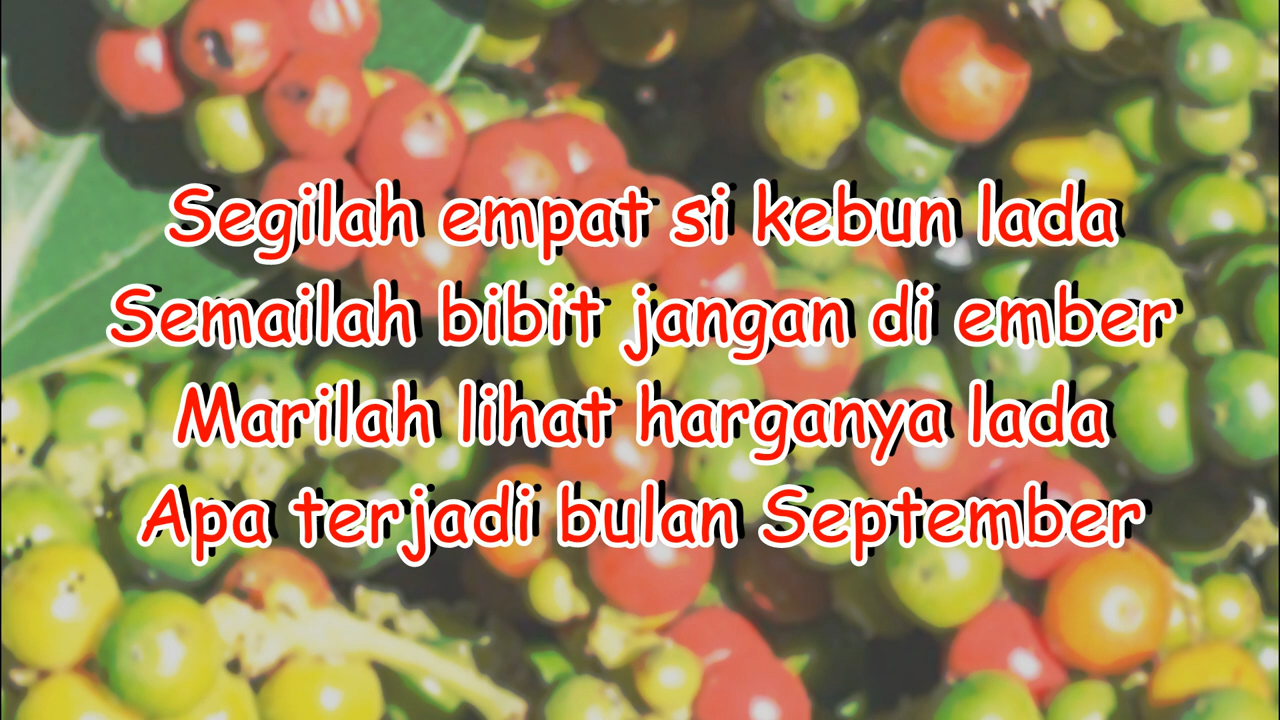 Segilah empat si kebun lada
Semailah bibit jangan di ember
Marilah lihat harganya lada
Apa terjadi bulan September